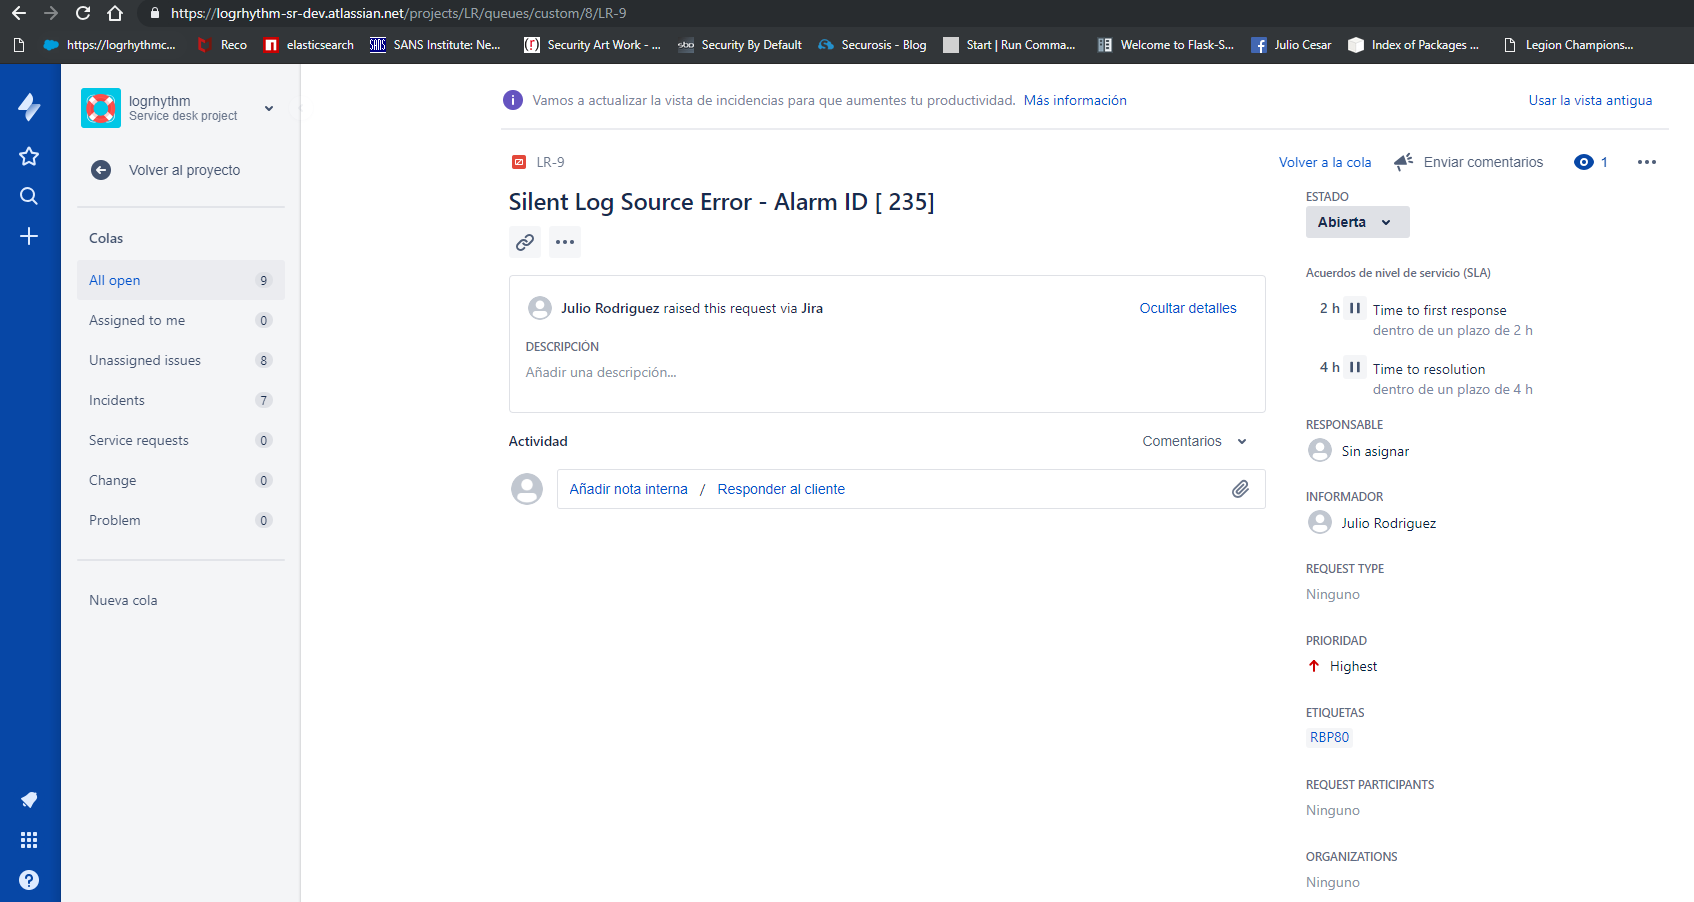 https://logrhythm-sr-dev.atlassian.net/projects/LR/queues/custom/8/LR-9
https://logrhythmc... Reco elasticsearch SANS Institute: Ne... Security Art Work - ... sbd Security By Default Securosis - Blog Start | Run Comma... Welcome to Flask-S... Julio Cesar Index of Packages ... Legion Champions...
logrhythm
Service desk project
Volver al proyecto
Colas
All open 9
Assigned to me 0
Unassigned issues 8
Incidents 7
Service requests 0
Change 0
Problem 0
Nueva cola
Vamos a actualizar la vista de incidencias para que aumentes tu productividad. Más información
Usar la vista antigua
LR-9
Volver a la cola Enviar comentarios 1
Silent Log Source Error - Alarm ID [ 235]
Julio Rodriguez raised this request via Jira
Ocultar detalles
DESCRIPCIÓN
Añadir una descripción...
Actividad
Comentarios
Añadir nota interna / Responder al cliente
ESTADO
Abierta
Acuerdos de nivel de servicio (SLA)
2 h Time to first response
dentro de un plazo de 2 h
4 h Time to resolution
dentro de un plazo de 4 h
RESPONSABLE
Sin asignar
INFORMADOR
Julio Rodriguez
REQUEST TYPE
Ninguno
PRIORIDAD
Highest
ETIQUETAS
RBP80
REQUEST PARTICIPANTS
Ninguno
ORGANIZATIONS
Ninguno